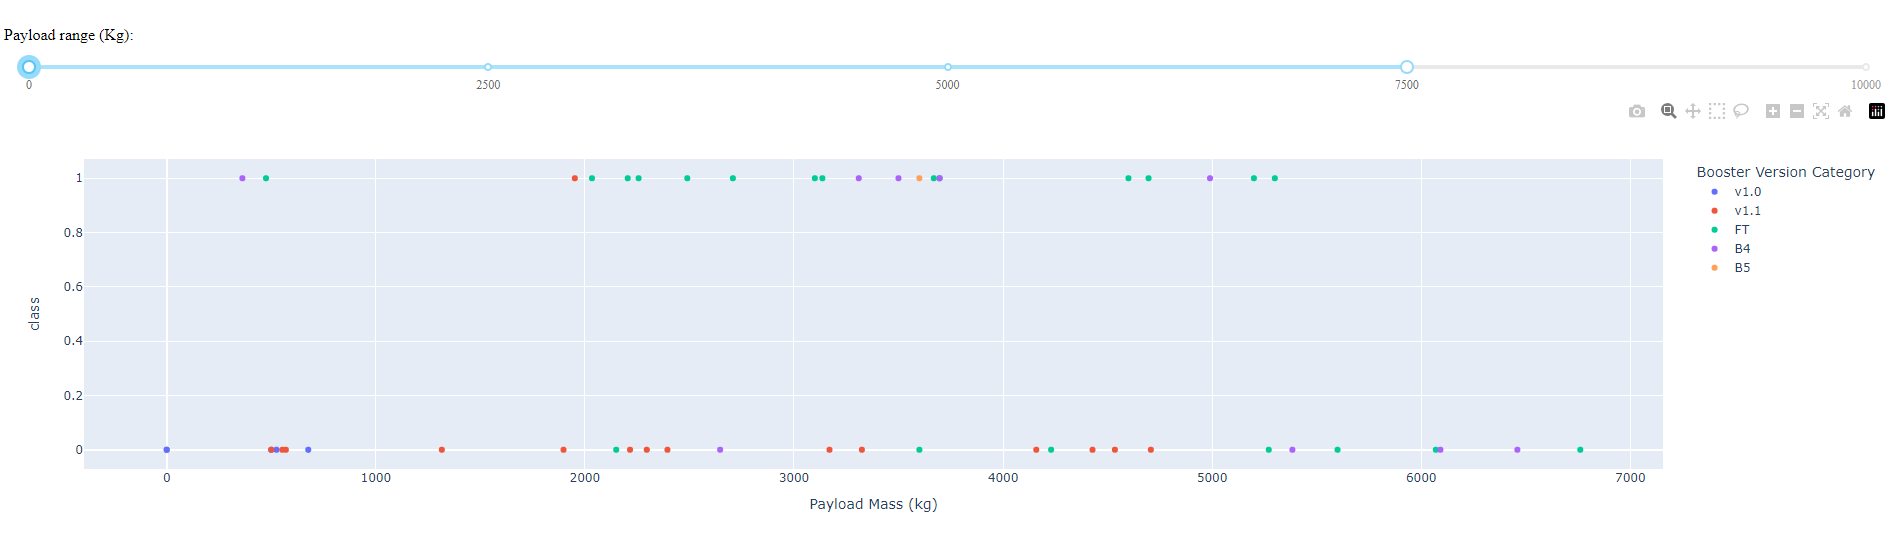 Payload range (Kg):
0 2500 5000 7500 10000
Booster Version Category
v1.0
v1.1
FT
B4
B5
class
1
0.8
0.6
0.4
0.2
0
0 1000 2000 3000 4000 5000 6000 7000
Payload Mass (kg)